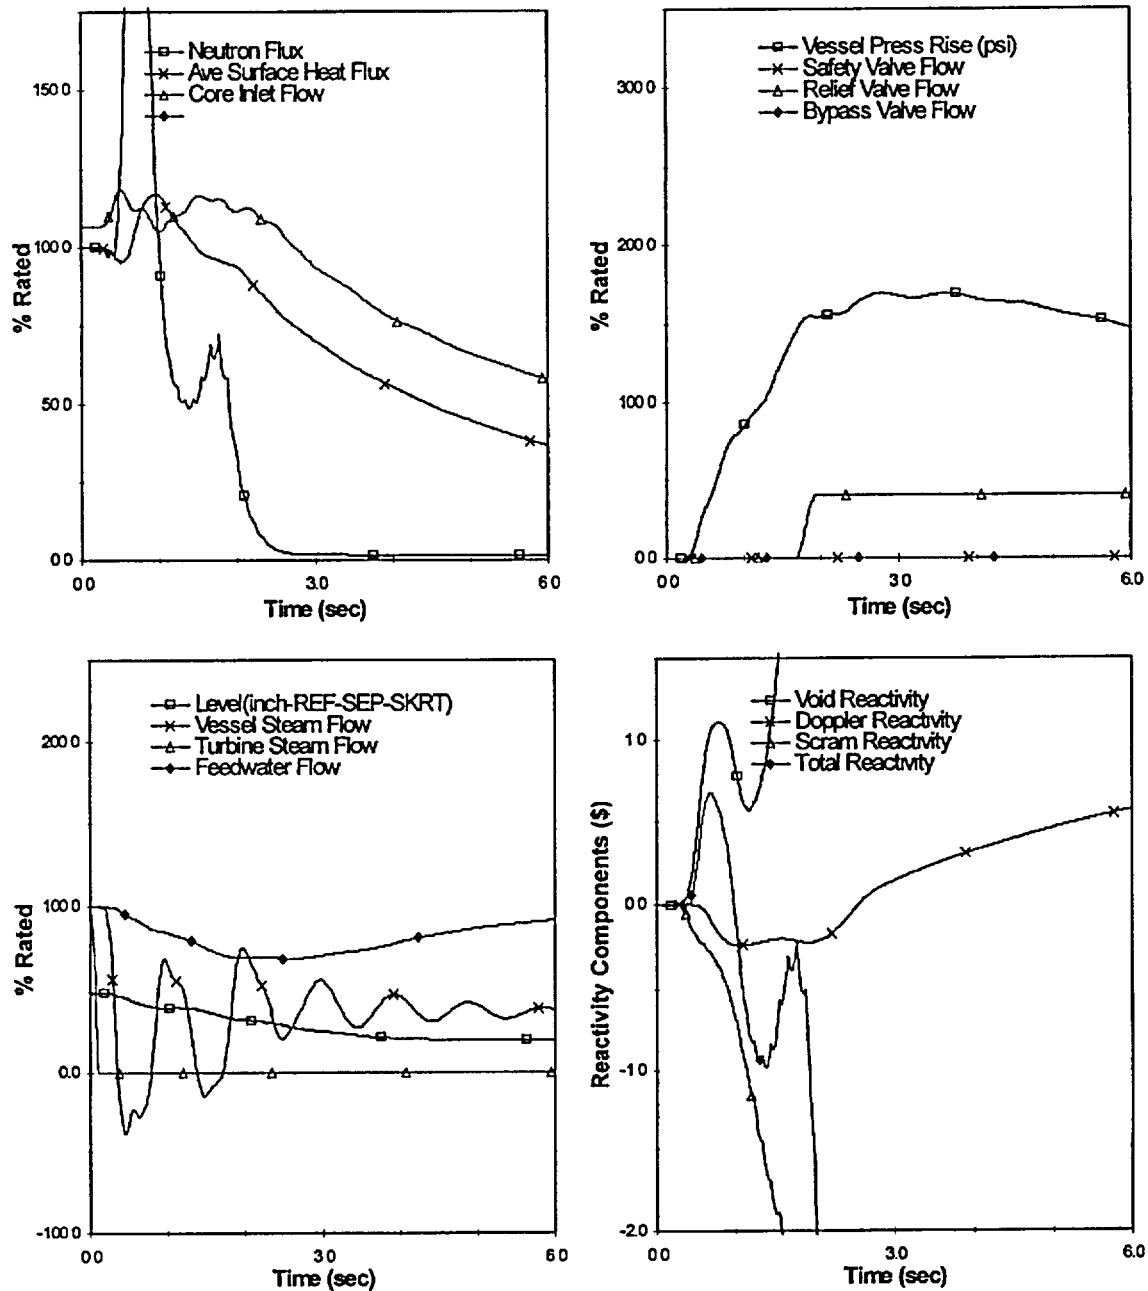 Neutron Flux
Ave Surface Heat Flux
Core Inlet Flow
150 0
100 0
50 0
0 0
% Rated
0 0
3.0
6 0
Time (sec)
Vessel Press Rise (psi)
Safety Valve Flow
Relief Valve Flow
Bypass Valve Flow
300 0
200 0
100 0
0.0
% Rated
0 0
3 0
6.0
Time (sec)
Level(inch-REF-SEP-SKRT)
Vessel Steam Flow
Turbine Steam Flow
Feedwater Flow
200 0
100 0
0.0
-100 0
% Rated
0 0
3 0
6 0
Time (sec)
Void Reactivity
Doppler Reactivity
Scram Reactivity
Total Reactivity
1 0
0 0
-1 0
-2.0
Reactivity Components ($)
0 0
3 0
6.0
Time (sec)